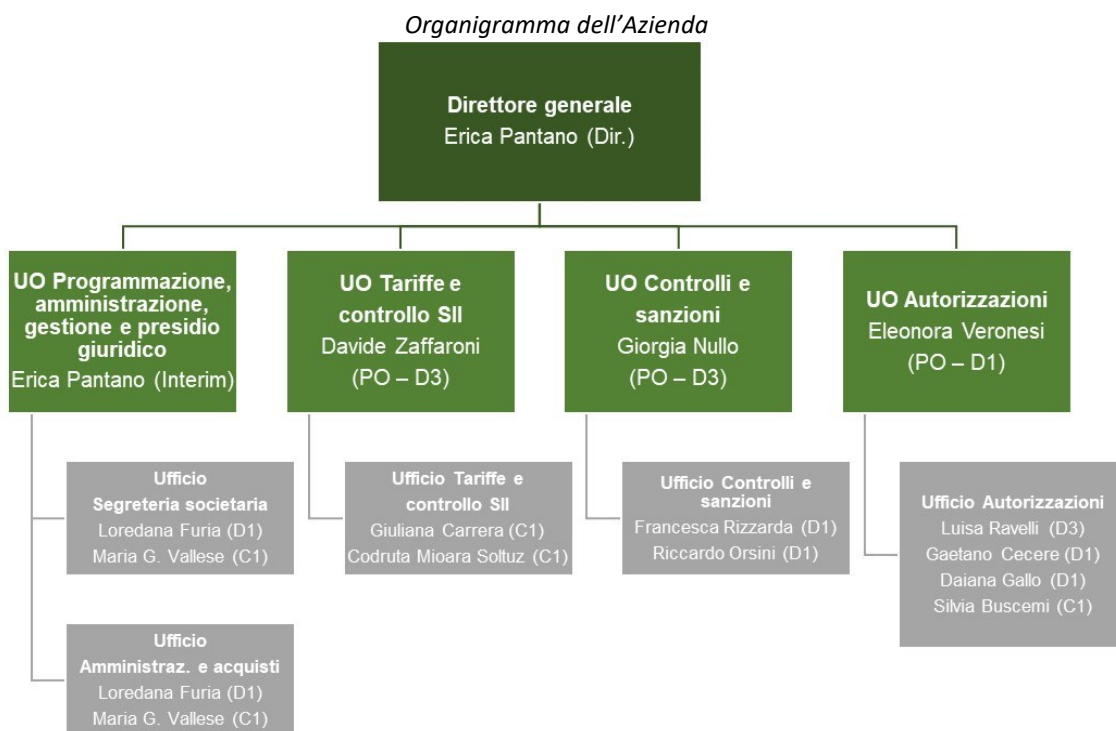 Organigramma dell'Azienda
Direttore generale
Erica Pantano (Dir.)
UO Programmazione,
amministrazione,
gestione e presidio
giuridico
Erica Pantano (Interim)
UO Tariffe e
controllo SII
Davide Zaffaroni
(PO – D3)
UO Controlli e
sanzioni
Giorgia Nullo
(PO – D3)
UO Autorizzazioni
Eleonora Veronesi
(PO – D1)
Ufficio
Segreteria societaria
Loredana Furia (D1)
Maria G. Vallese (C1)
Ufficio
Amministraz. e acquisti
Loredana Furia (D1)
Maria G. Vallese (C1)
Ufficio Tariffe e
controllo SII
Giuliana Carrera (C1)
Codruta Mioara Soltuz (C1)
Ufficio Controlli e
sanzioni
Francesca Rizzarda (D1)
Riccardo Orsini (D1)
Ufficio Autorizzazioni
Luisa Ravelli (D3)
Gaetano Cecere (D1)
Daiana Gallo (D1)
Silvia Buscemi (C1)